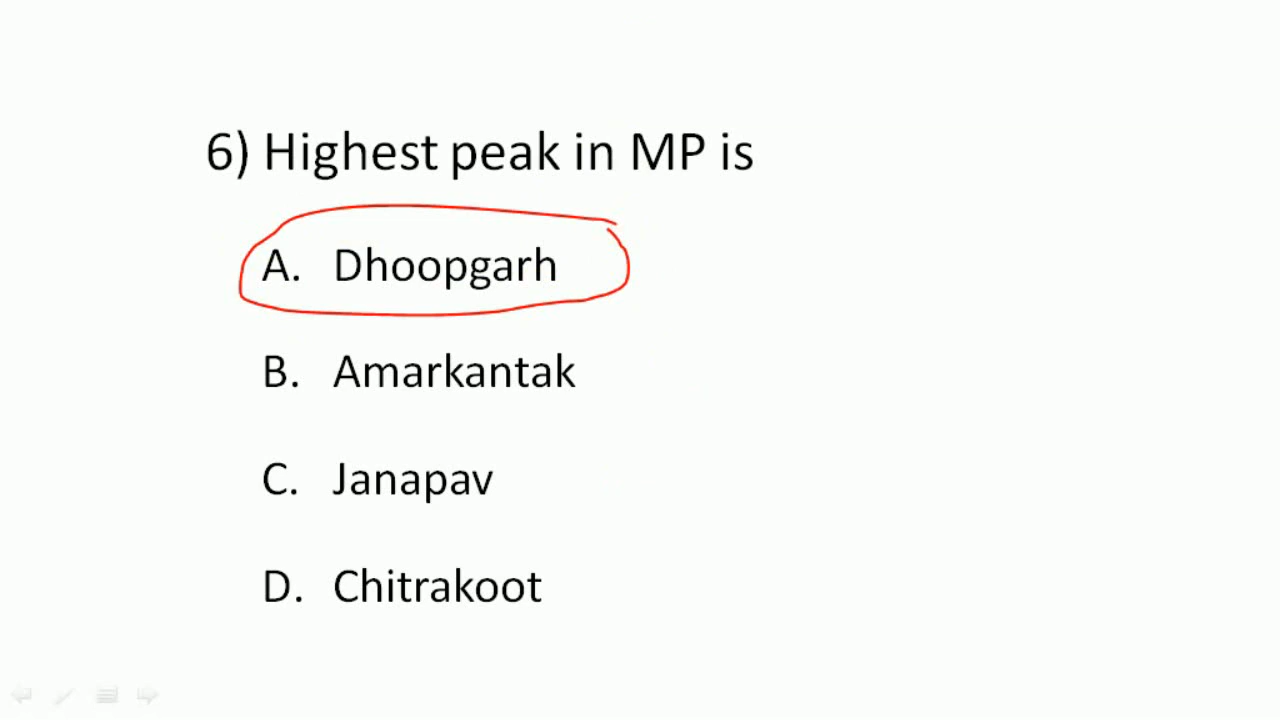 6) Highest peak in MP is
A. Dhoopgarh
B. Amarkantak
C. Janapav
D. Chitrakoot